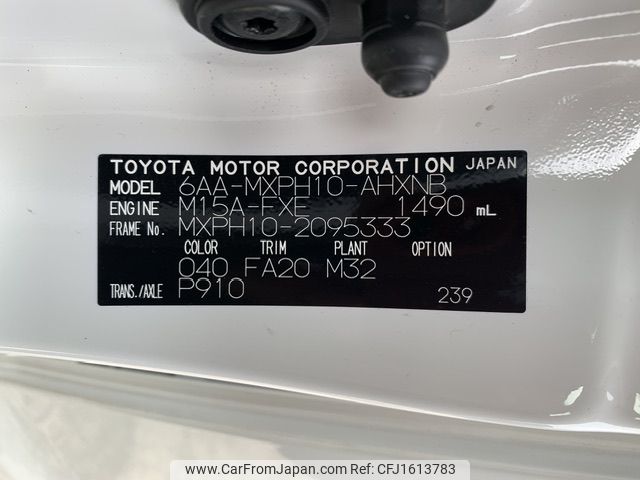 TOYOTA MOTOR CORPORATION JAPAN
MODEL 6AA-MXPH10-AHXNB
ENGINE M15A-FXE 1490 mL
FRAME No. MXPH10-2095333
COLOR TRIM PLANT OPTION
040 FA20 M32
TRANS./AXLE P910 239
www.CarFromJapan.com - CFJ1613783